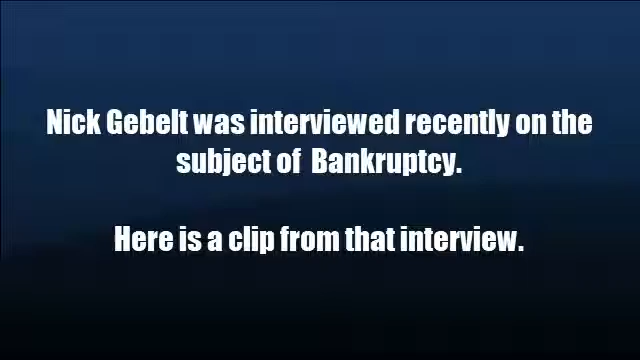 Nick Gebelt was interviewed recently on the
subject of  Bankruptcy.
Here is a clip from that interview.